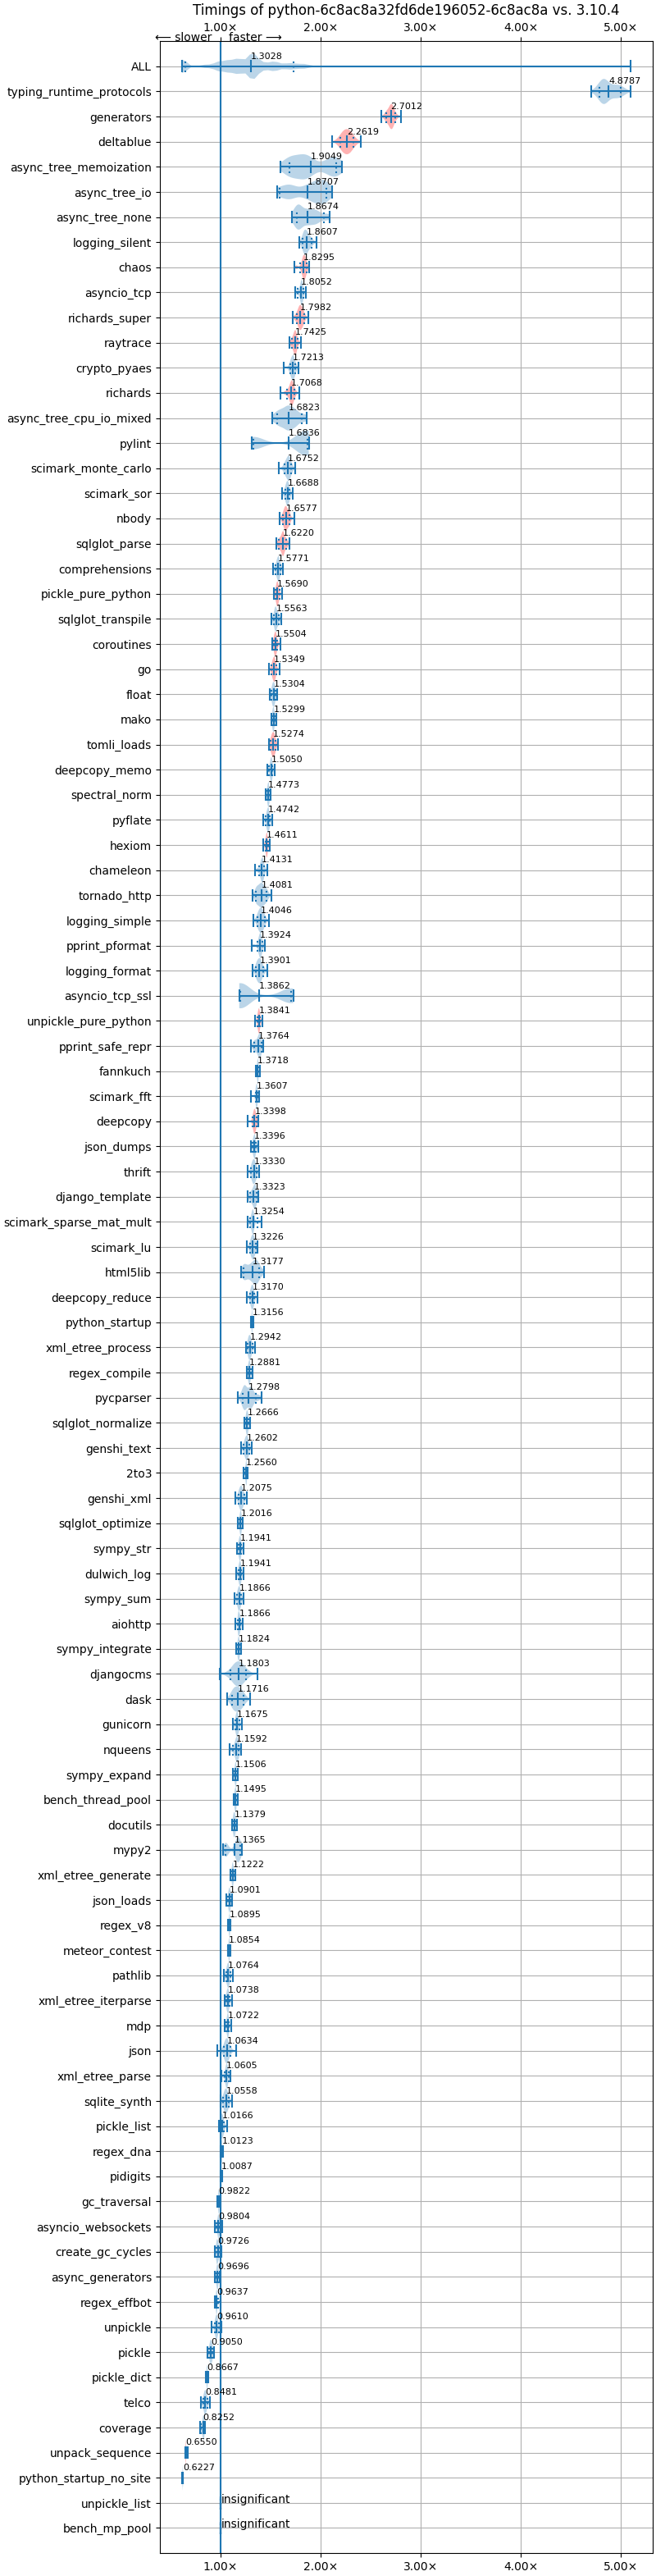 Timings of python-6c8ac8a32fd6de196052-6c8ac8a vs. 3.10.4
1.00× 2.00× 3.00× 4.00× 5.00×
⟵ slower faster ⟶
ALL 1.3028
typing_runtime_protocols 4.8787
generators 2.7012
deltablue 2.2619
async_tree_memoization 1.9049
async_tree_io 1.8707
async_tree_none 1.8674
logging_silent 1.8607
chaos 1.8295
asyncio_tcp 1.8052
richards_super 1.7982
raytrace 1.7425
crypto_pyaes 1.7213
richards 1.7068
async_tree_cpu_io_mixed 1.6823
pylint 1.6836
scimark_monte_carlo 1.6752
scimark_sor 1.6688
nbody 1.6577
sqlglot_parse 1.6220
comprehensions 1.5771
pickle_pure_python 1.5690
sqlglot_transpile 1.5563
coroutines 1.5504
go 1.5349
float 1.5304
mako 1.5299
tomli_loads 1.5274
deepcopy_memo 1.5050
spectral_norm 1.4773
pyflate 1.4742
hexiom 1.4611
chameleon 1.4131
tornado_http 1.4081
logging_simple 1.4046
pprint_pformat 1.3924
logging_format 1.3901
asyncio_tcp_ssl 1.3862
unpickle_pure_python 1.3841
pprint_safe_repr 1.3764
fannkuch 1.3718
scimark_fft 1.3607
deepcopy 1.3398
json_dumps 1.3396
thrift 1.3330
django_template 1.3323
scimark_sparse_mat_mult 1.3254
scimark_lu 1.3226
html5lib 1.3177
deepcopy_reduce 1.3170
python_startup 1.3156
xml_etree_process 1.2942
regex_compile 1.2881
pycparser 1.2798
sqlglot_normalize 1.2666
genshi_text 1.2602
2to3 1.2560
genshi_xml 1.2075
sqlglot_optimize 1.2016
sympy_str 1.1941
dulwich_log 1.1941
sympy_sum 1.1866
aiohttp 1.1866
sympy_integrate 1.1824
djangocms 1.1803
dask 1.1716
gunicorn 1.1675
nqueens 1.1592
sympy_expand 1.1506
bench_thread_pool 1.1495
docutils 1.1379
mypy2 1.1365
xml_etree_generate 1.1222
json_loads 1.0901
regex_v8 1.0895
meteor_contest 1.0854
pathlib 1.0764
xml_etree_iterparse 1.0738
mdp 1.0722
json 1.0634
xml_etree_parse 1.0605
sqlite_synth 1.0558
pickle_list 1.0166
regex_dna 1.0123
pidigits 1.0087
gc_traversal 0.9822
asyncio_websockets 0.9804
create_gc_cycles 0.9726
async_generators 0.9696
regex_effbot 0.9637
unpickle 0.9610
pickle 0.9050
pickle_dict 0.8667
telco 0.8481
coverage 0.8252
unpack_sequence 0.6550
python_startup_no_site 0.6227
unpickle_list insignificant
bench_mp_pool insignificant
1.00× 2.00× 3.00× 4.00× 5.00×